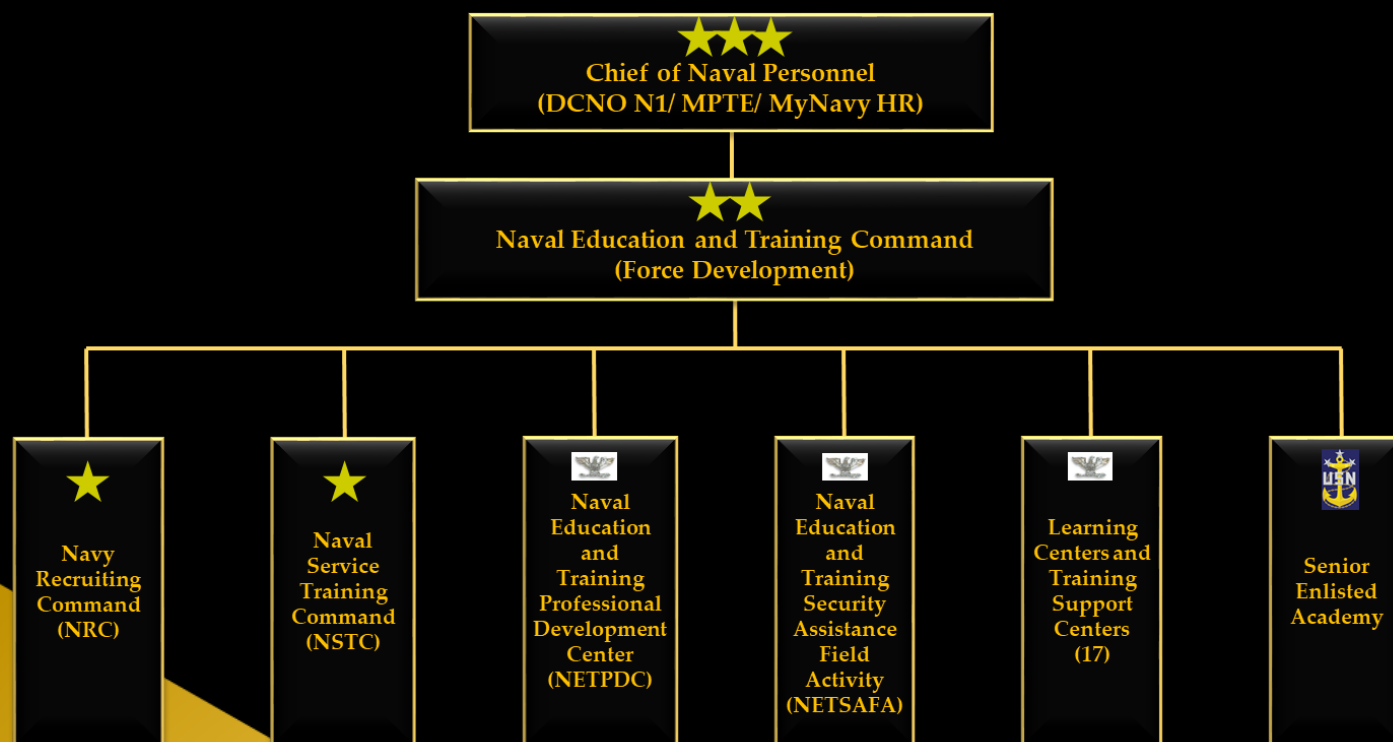 Chief of Naval Personnel
(DCNO N1/ MPTE/ MyNavy HR)
Naval Education and Training Command
(Force Development)
Navy
Recruiting
Command
(NRC)
Naval
Service
Training
Command
(NSTC)
Naval
Education
and
Training
Professional
Development
Center
(NETPDC)
Naval
Education
and
Training
Security
Assistance
Field
Activity
(NETSAFA)
Learning
Centers and
Training
Support
Centers
(17)
USN
Senior
Enlisted
Academy